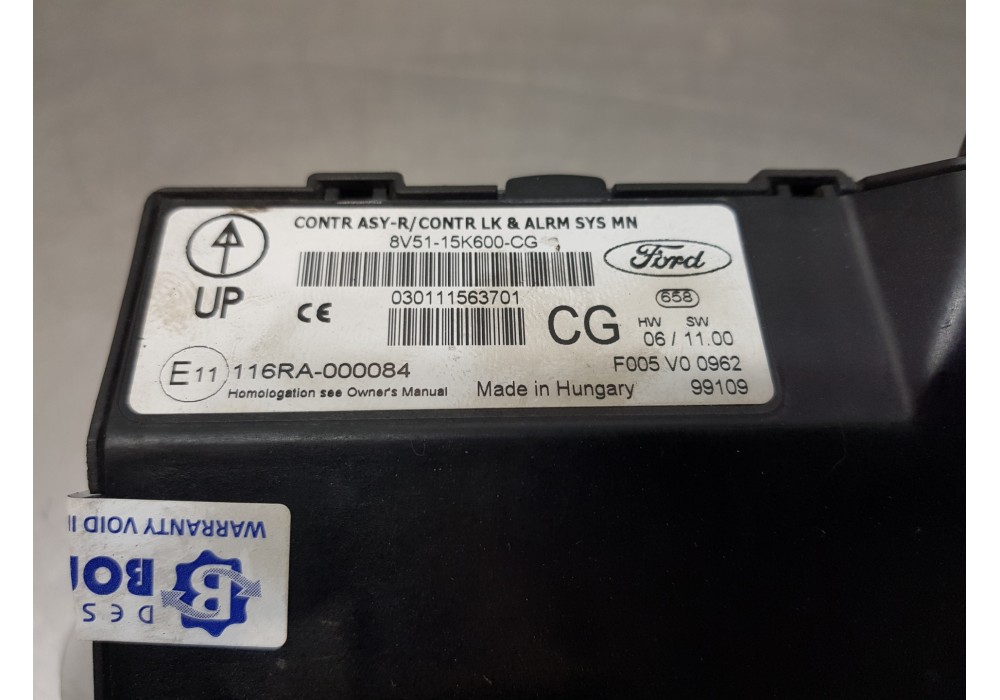 CONTR ASY-R/CONTR LK & ALRM SYS MN
8V51-15K600-CG
Ford
UP
CE
030111563701
CG
658
HW SW
06 / 11.00
E11 116RA-000084
F005 V0 0962
Homologation see Owner's Manual
Made in Hungary
99109
WARRANTY VOID
B
DES